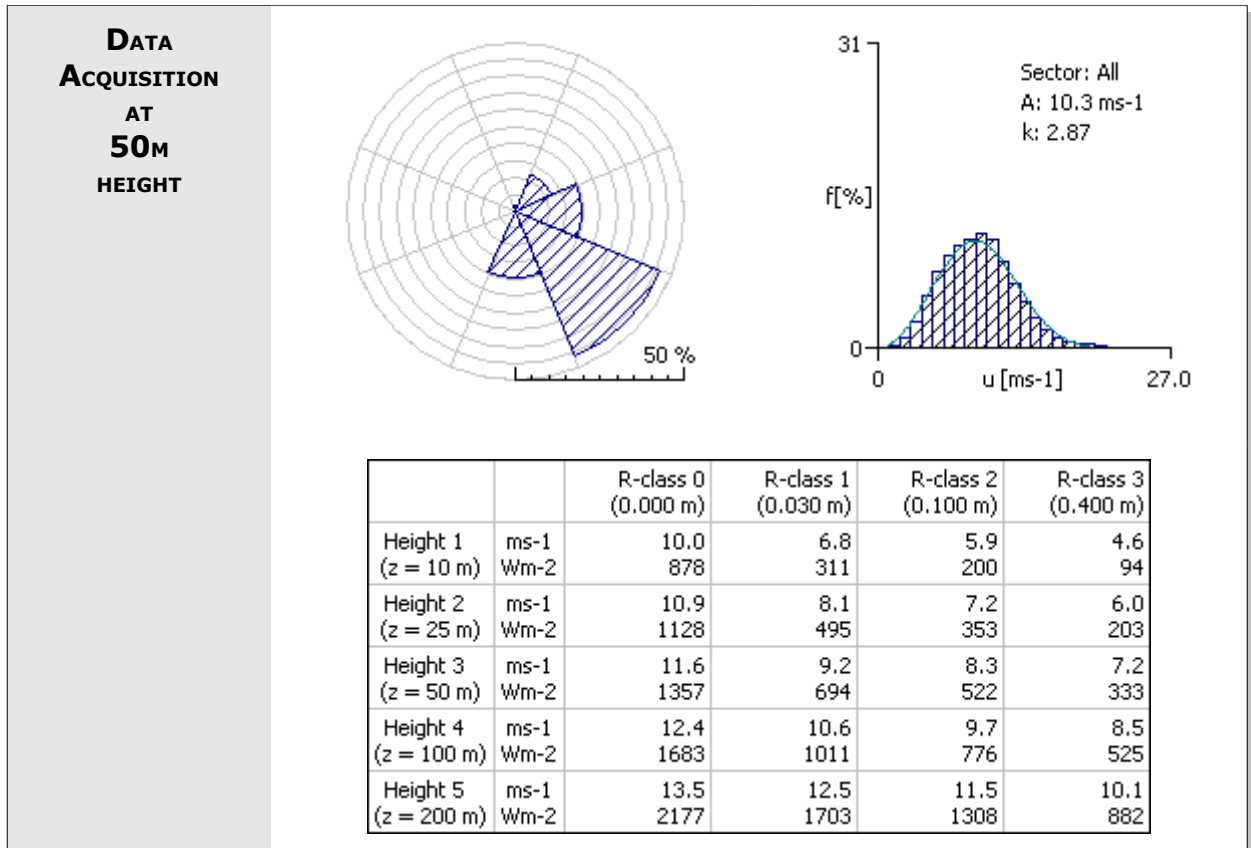 DATA
ACQUISITION
AT
50M
HEIGHT
50 %
31
Sector: All
A: 10.3 ms-1
k: 2.87
f[%]
0
0 u [ms-1] 27.0
R-class 0 R-class 1 R-class 2 R-class 3
(0.000 m) (0.030 m) (0.100 m) (0.400 m)
Height 1 ms-1 10.0 6.8 5.9 4.6
(z = 10 m) Wm-2 878 311 200 94
Height 2 ms-1 10.9 8.1 7.2 6.0
(z = 25 m) Wm-2 1128 495 353 203
Height 3 ms-1 11.6 9.2 8.3 7.2
(z = 50 m) Wm-2 1357 694 522 333
Height 4 ms-1 12.4 10.6 9.7 8.5
(z = 100 m) Wm-2 1683 1011 776 525
Height 5 ms-1 13.5 12.5 11.5 10.1
(z = 200 m) Wm-2 2177 1703 1308 882